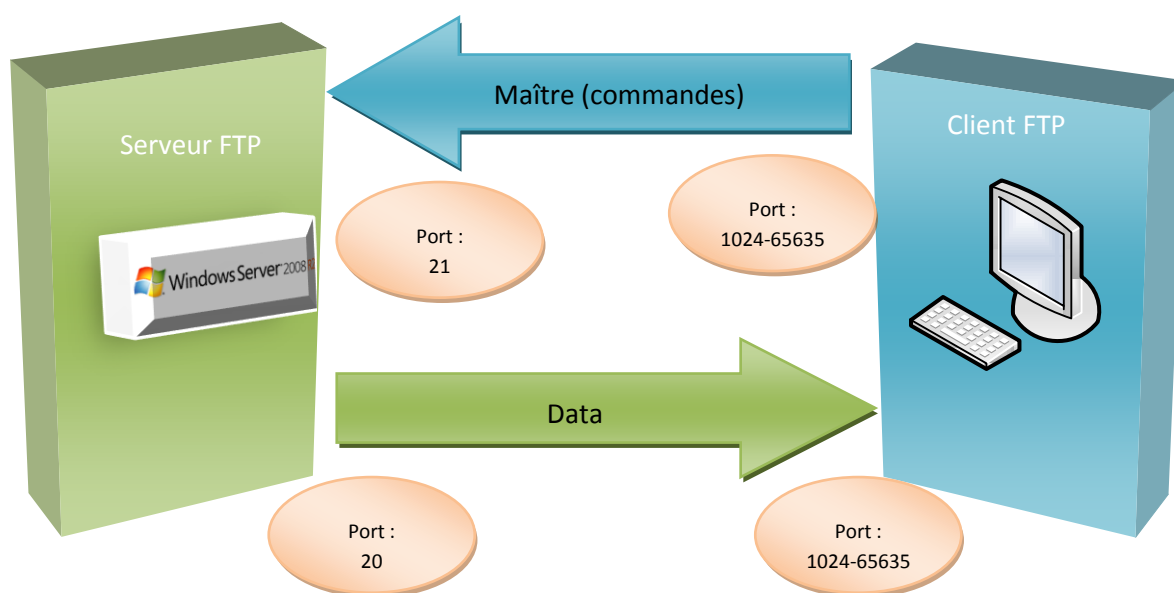 Maître (commandes)
Serveur FTP
Client FTP
Port :
21
Port :
1024-65635
Windows Server 2008 R2
Data
Port :
20
Port :
1024-65635